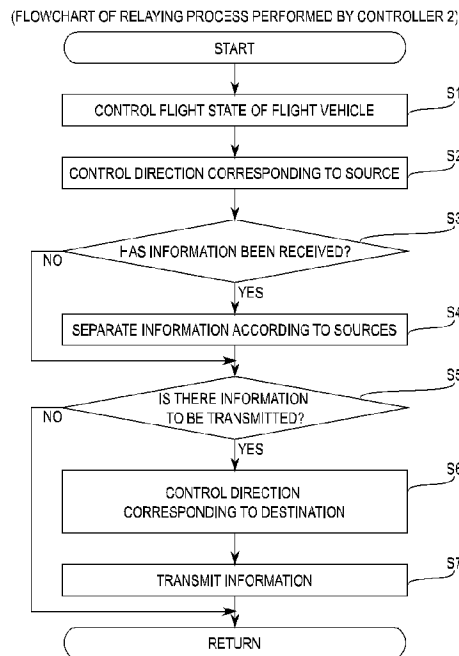 (FLOWCHART OF RELAYING PROCESS PERFORMED BY CONTROLLER 2)
START
S1
CONTROL FLIGHT STATE OF FLIGHT VEHICLE
S2
CONTROL DIRECTION CORRESPONDING TO SOURCE
S3
HAS INFORMATION BEEN RECEIVED?
NO
YES
S4
SEPARATE INFORMATION ACCORDING TO SOURCES
S5
IS THERE INFORMATION
TO BE TRANSMITTED?
NO
YES
S6
CONTROL DIRECTION
CORRESPONDING TO DESTINATION
S7
TRANSMIT INFORMATION
RETURN